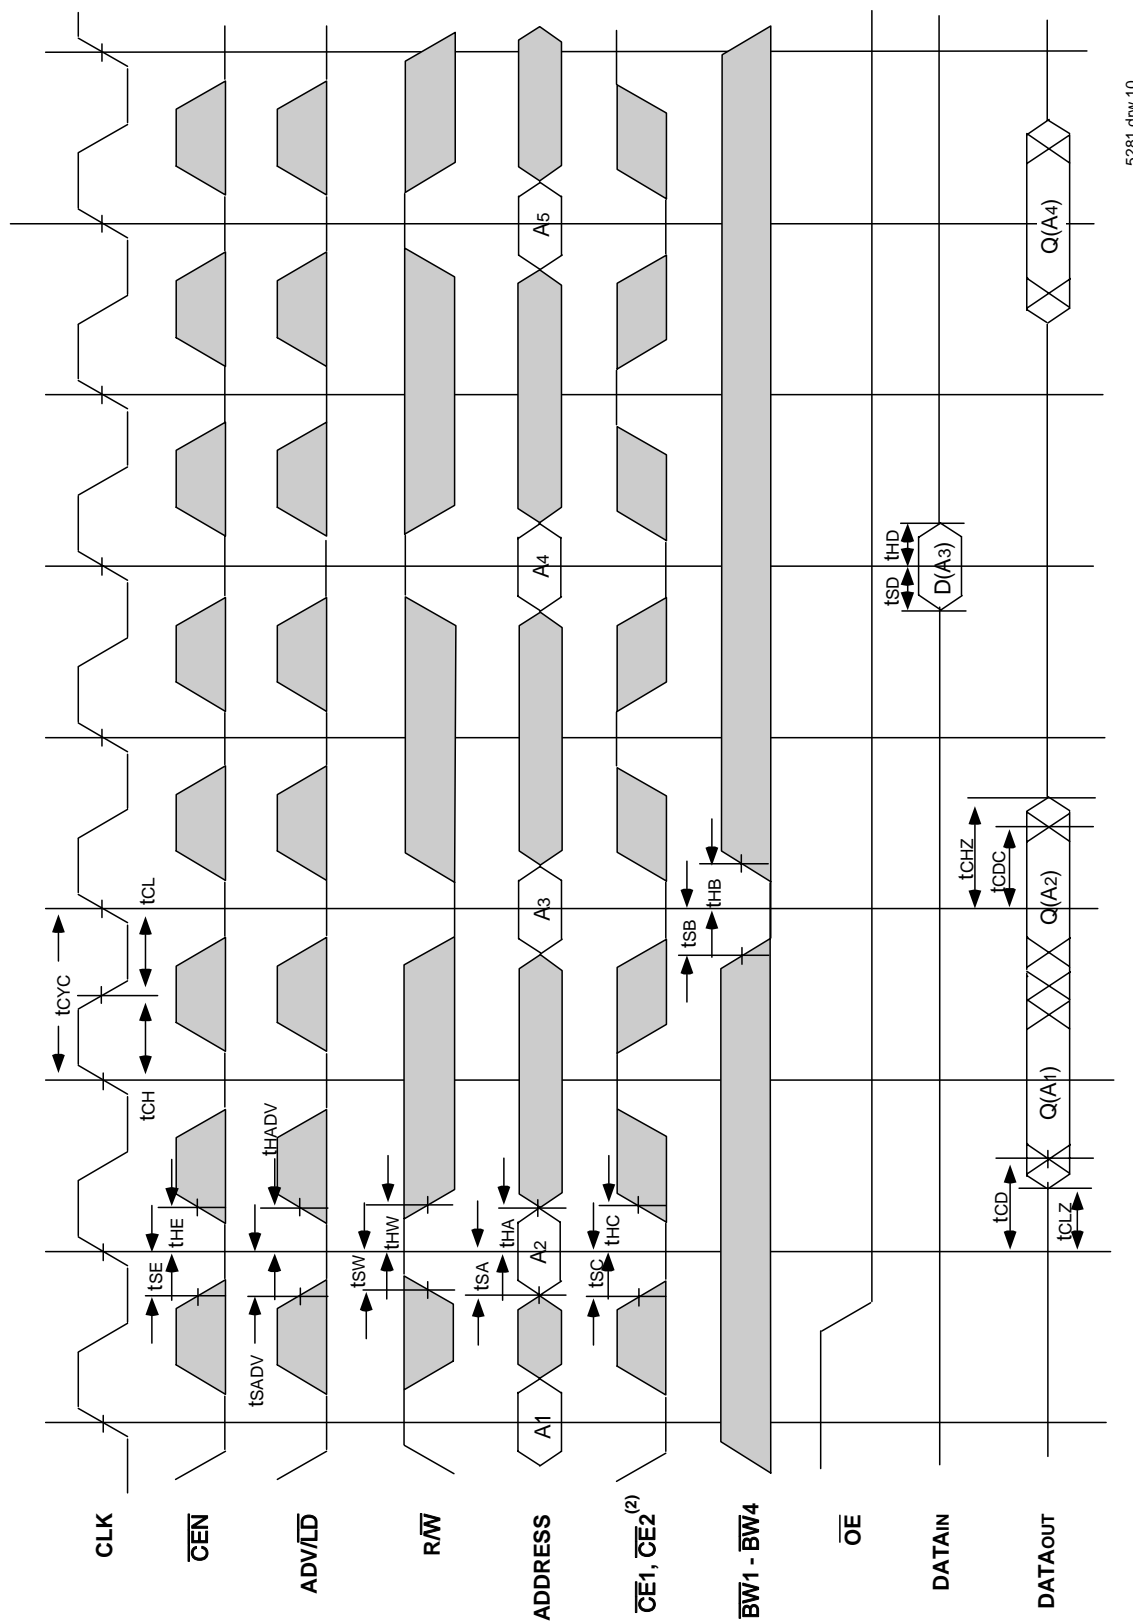 tCYC
tCH
tCL
CLK
tSE
tHE
CEN
tSADV
tHADV
ADV/LD
tSW
tHW
R/W
tSA
tHA
ADDRESS
A1
A2
A3
A4
A5
tSC
tHC
CE1, CE2(2)
tSB
tHB
BW1 - BW4
OE
tSD
tHD
DATAIN
D(A3)
tCD
tCLZ
tCHZ
tCDC
DATAOUT
Q(A1)
Q(A2)
Q(A4)
5281 drw 10